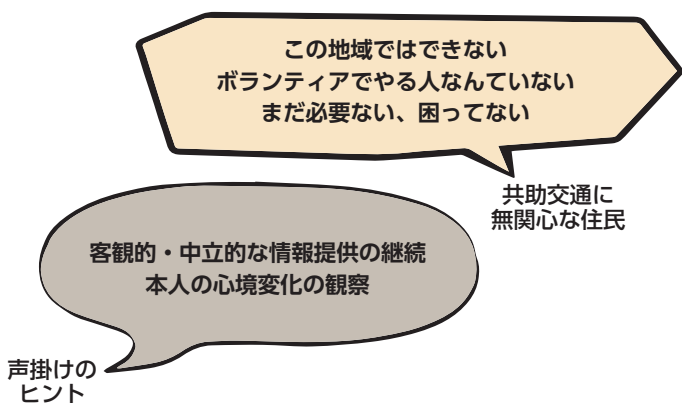 この地域ではできない
ボランティアでやる人なんていない
まだ必要ない、困ってない
共助交通に
無関心な住民
客観的・中立的な情報提供の継続
本人の心境変化の観察
声掛けの
ヒント